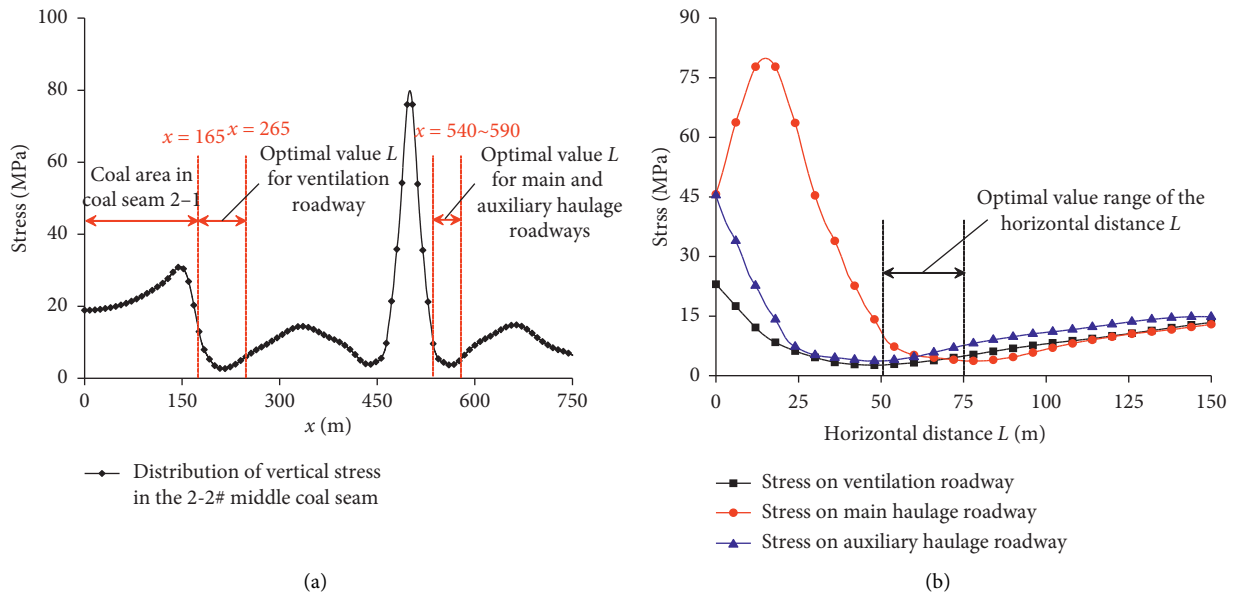 (a)
100
80
60
40
20
0
Stress (MPa)
x = 165
x = 265
x = 540~590
Coal area in
coal seam 2–1
Optimal value L
for ventilation
roadway
Optimal value L
for main and
auxiliary haulage
roadways
0
150
300
450
600
750
x (m)
Distribution of vertical stress
in the 2-2# middle coal seam
(a)
90
75
60
45
30
15
0
Strss (MPa)
Optimal value range of the
horizontal distance L
0
25
50
75
100
125
150
Horizontal distance L (m)
Stress on ventilation roadway
Stress on main haulage roadway
Stress on auxiliary haulage roadway
(b)